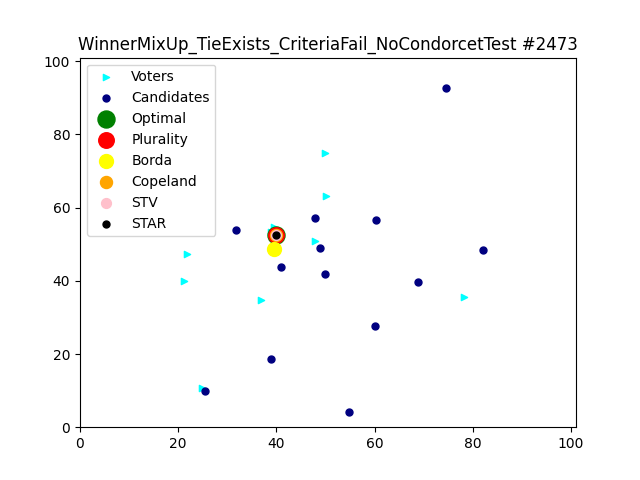 WinnerMixUp_TieExists_CriteriaFail_NoCondorcetTest #2473
100
80
60
40
20
0
0 20 40 60 80 100
Voters
Candidates
Optimal
Plurality
Borda
Copeland
STV
STAR